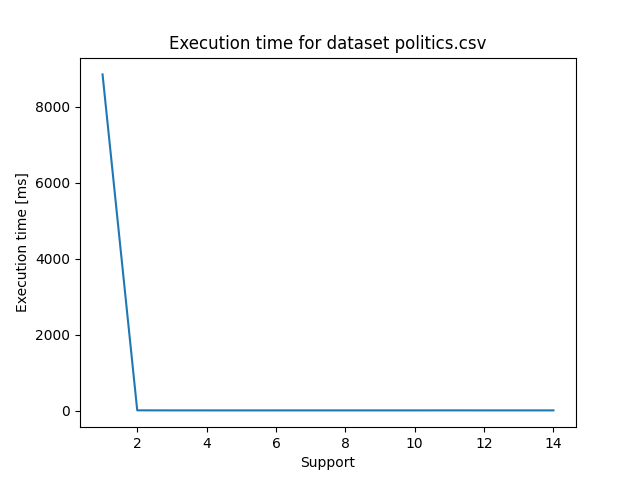 Execution time for dataset politics.csv
8000
6000
4000
2000
0
Execution time [ms]
2 4 6 8 10 12 14
Support